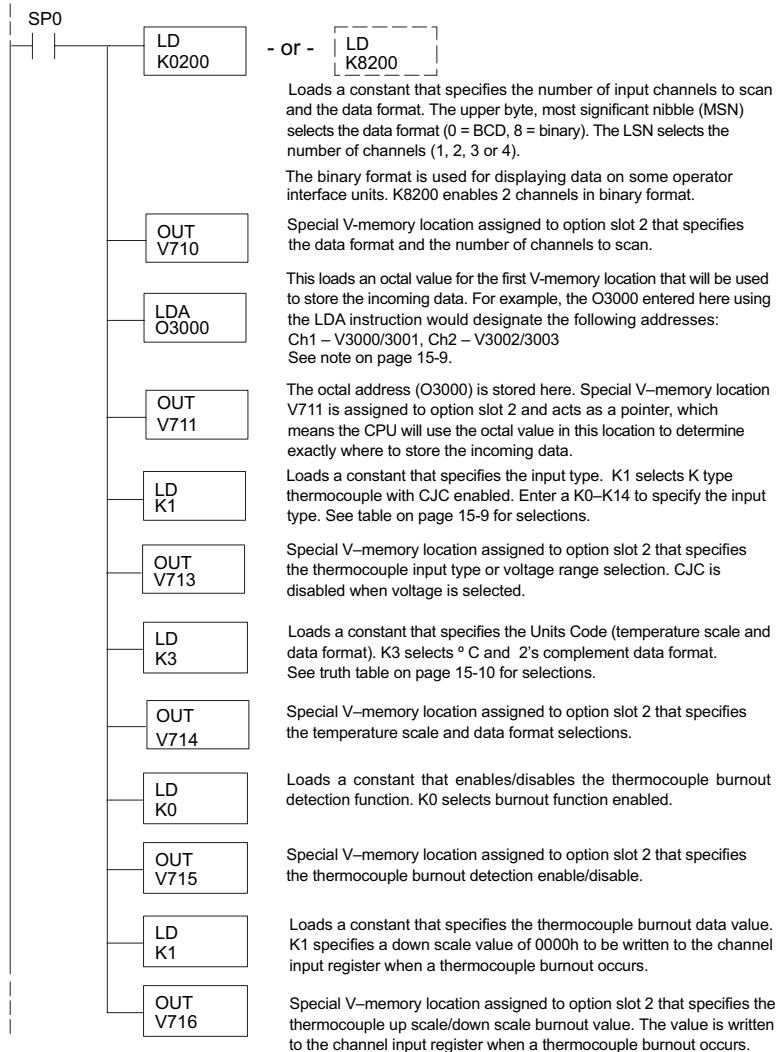 SP0
LD
K0200
- or -
LD
K8200
Loads a constant that specifies the number of input channels to scan
and the data format. The upper byte, most significant nibble (MSN)
selects the data format (0 = BCD, 8 = binary). The LSN selects the
number of channels (1, 2, 3 or 4).
The binary format is used for displaying data on some operator
interface units. K8200 enables 2 channels in binary format.
OUT
V710
Special V-memory location assigned to option slot 2 that specifies
the data format and the number of channels to scan.
LDA
O3000
This loads an octal value for the first V-memory location that will be used
to store the incoming data. For example, the O3000 entered here using
the LDA instruction would designate the following addresses:
Ch1 – V3000/3001, Ch2 – V3002/3003
See note on page 15-9.
OUT
V711
The octal address (O3000) is stored here. Special V–memory location
V711 is assigned to option slot 2 and acts as a pointer, which
means the CPU will use the octal value in this location to determine
exactly where to store the incoming data.
LD
K1
Loads a constant that specifies the input type. K1 selects K type
thermocouple with CJC enabled. Enter a K0–K14 to specify the input
type. See table on page 15-9 for selections.
OUT
V713
Special V–memory location assigned to option slot 2 that specifies
the thermocouple input type or voltage range selection. CJC is
disabled when voltage is selected.
LD
K3
Loads a constant that specifies the Units Code (temperature scale and
data format). K3 selects º C and 2's complement data format.
See truth table on page 15-10 for selections.
OUT
V714
Special V–memory location assigned to option slot 2 that specifies
the temperature scale and data format selections.
LD
K0
Loads a constant that enables/disables the thermocouple burnout
detection function. K0 selects burnout function enabled.
OUT
V715
Special V–memory location assigned to option slot 2 that specifies
the thermocouple burnout detection enable/disable.
LD
K1
Loads a constant that specifies the thermocouple burnout data value.
K1 specifies a down scale value of 0000h to be written to the channel
input register when a thermocouple burnout occurs.
OUT
V716
Special V–memory location assigned to option slot 2 that specifies the
thermocouple up scale/down scale burnout value. The value is written
to the channel input register when a thermocouple burnout occurs.